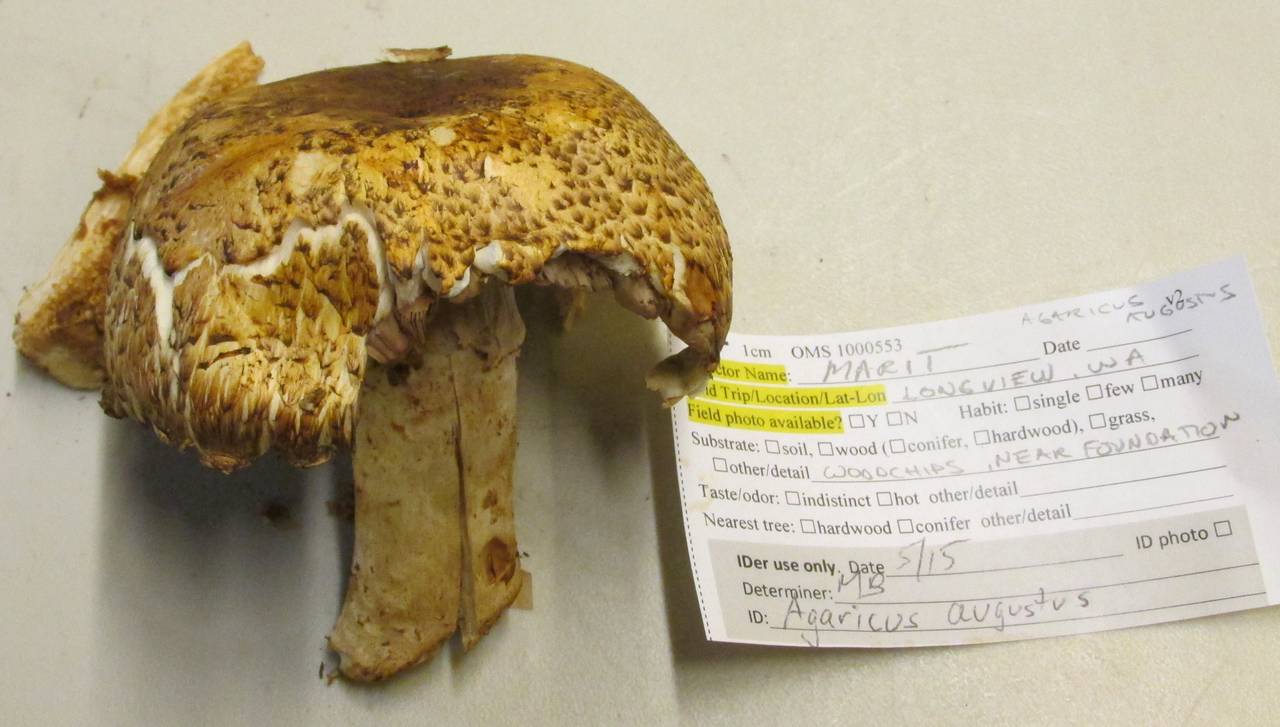 AGARICUS
AUGUSTUS
1cm OMS 1000553
ctor Name: MARIT Date
d Trip/Location/Lat-Lon LONGVIEW, WA
Field photo available? ☐Y ☐N Habit: ☐single ☐few ☐many
Substrate: ☐soil, ☐wood (☐conifer, ☐hardwood), ☐grass,
☐other/detail WOODCHIPS, NEAR FOUNDATION
Taste/odor: ☐indistinct ☐hot other/detail
Nearest tree: ☐hardwood ☐conifer other/detail
IDer use only. Date 5/15 ID photo ☐
Determiner: MB
ID: Agaricus augustus